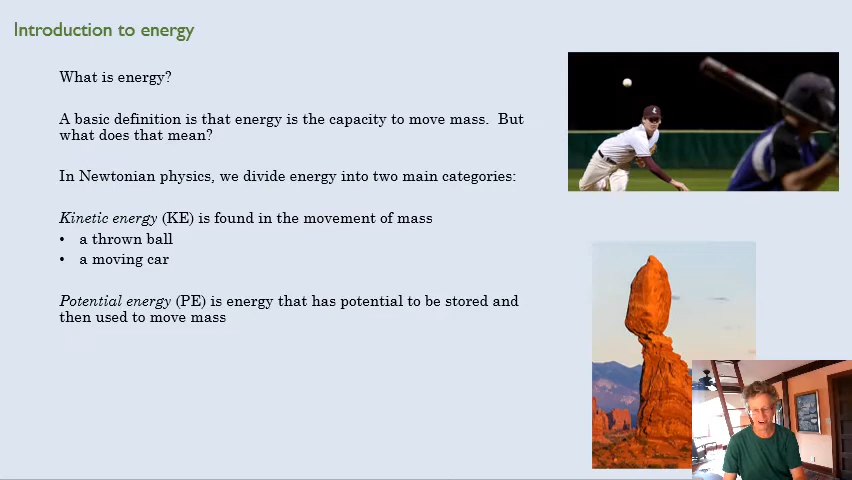 Introduction to energy
What is energy?
A basic definition is that energy is the capacity to move mass.  But
what does that mean?
In Newtonian physics, we divide energy into two main categories:
Kinetic energy (KE) is found in the movement of mass
• a thrown ball
• a moving car
Potential energy (PE) is energy that has potential to be stored and
then used to move mass